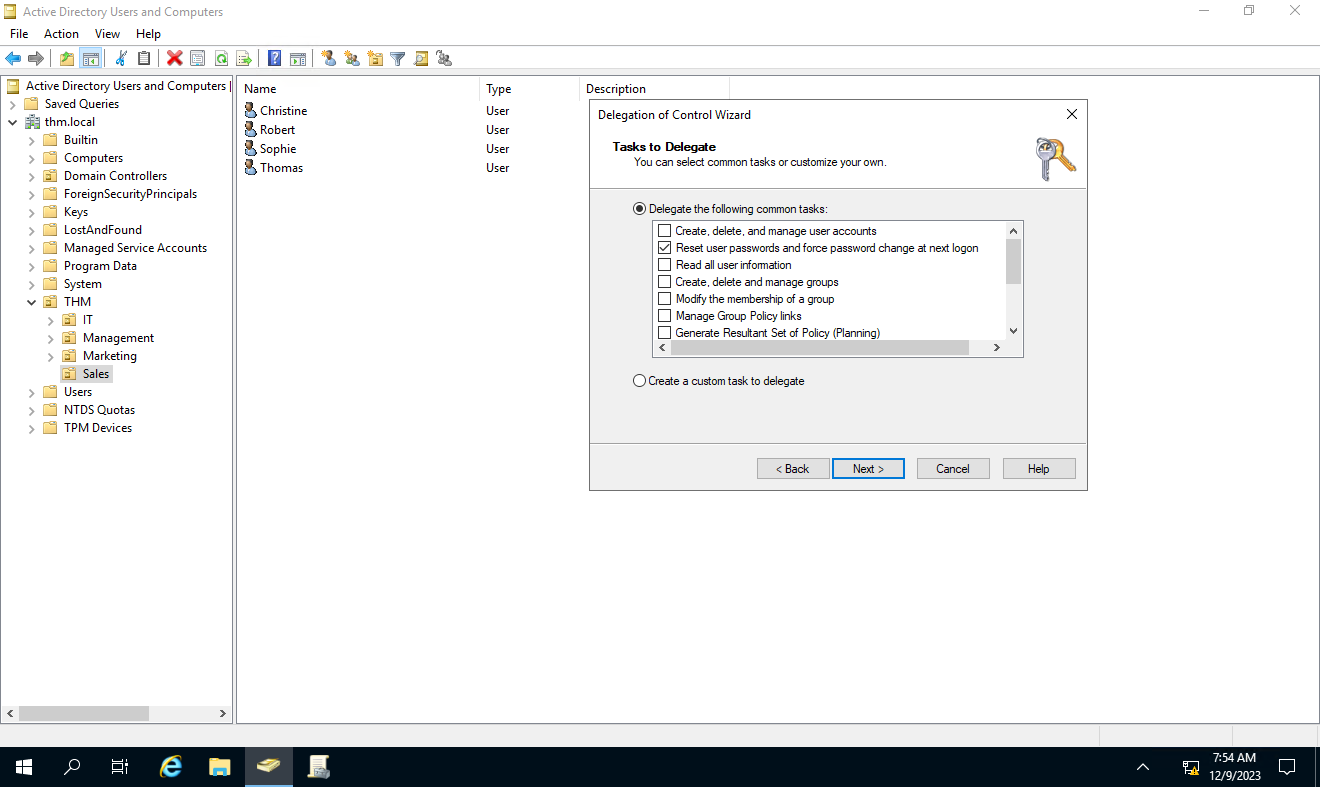 Active Directory Users and Computers
File Action View Help
Active Directory Users and Computers
Saved Queries
thm.local
Builtin
Computers
Domain Controllers
ForeignSecurityPrincipals
Keys
LostAndFound
Managed Service Accounts
Program Data
System
THM
IT
Management
Marketing
Sales
Users
NTDS Quotas
TPM Devices
Name Type Description
Christine User
Robert User
Sophie User
Thomas User
Delegation of Control Wizard
Tasks to Delegate
You can select common tasks or customize your own.
Delegate the following common tasks:
Create, delete, and manage user accounts
Reset user passwords and force password change at next logon
Read all user information
Create, delete and manage groups
Modify the membership of a group
Manage Group Policy links
Generate Resultant Set of Policy (Planning)
Create a custom task to delegate
< Back Next > Cancel Help
7:54 AM
12/9/2023